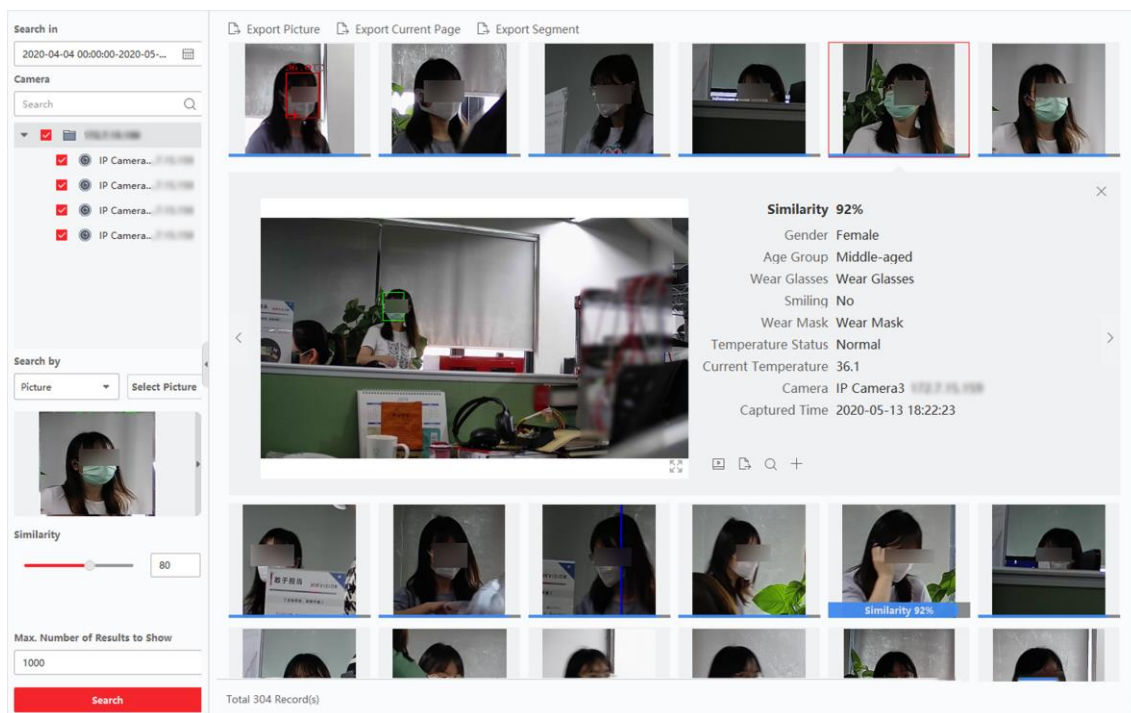 Search in
2020-04-04 00:00:00-2020-05-...
Camera
Search
IP Camera..
IP Camera..
IP Camera..
IP Camera..
Search by
Picture
Select Picture
Similarity
80
Max. Number of Results to Show
1000
Search
Export Picture Export Current Page Export Segment
Similarity 92%
Gender Female
Age Group Middle-aged
Wear Glasses Wear Glasses
Smiling No
Wear Mask Wear Mask
Temperature Status Normal
Current Temperature 36.1
Camera IP Camera3
Captured Time 2020-05-13 18:22:23
敢于担当
Similarity 92%
Total 304 Record(s)